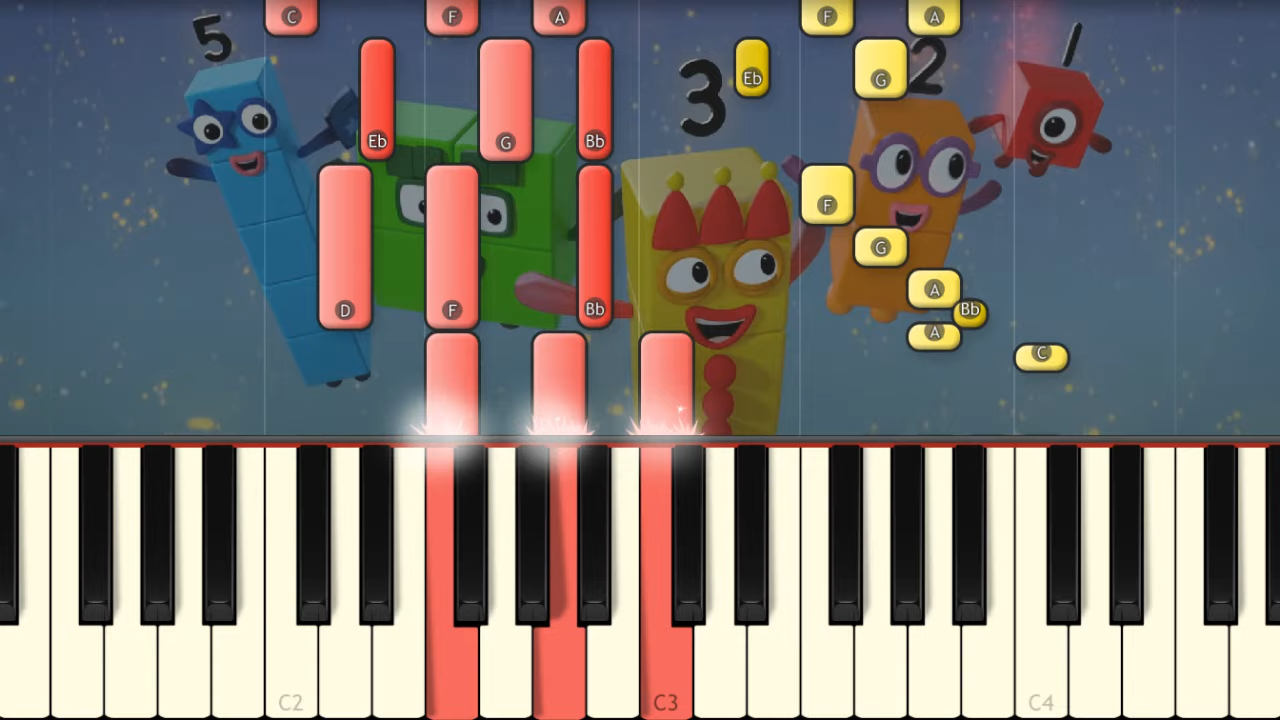 C F A F A
5 3 2 1
Eb G Bb Eb G
D F Bb F G A Bb
A C
C2 C3 C4